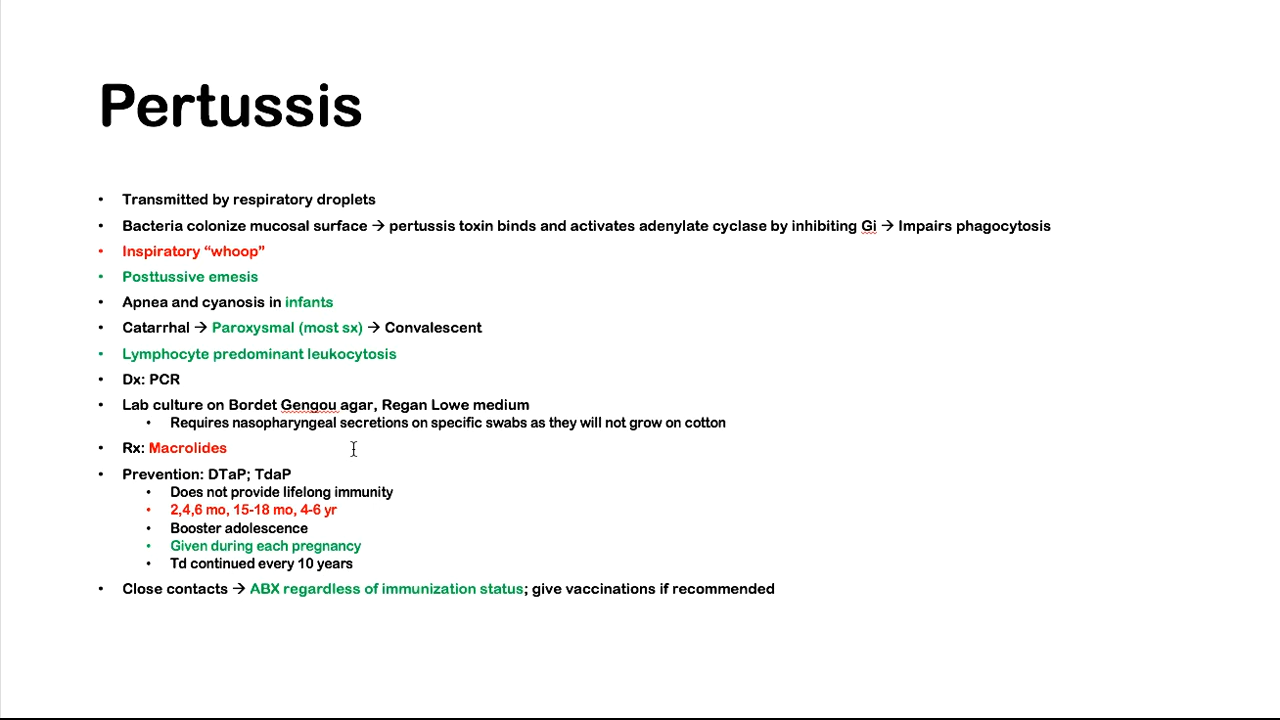 Pertussis
• Transmitted by respiratory droplets
• Bacteria colonize mucosal surface → pertussis toxin binds and activates adenylate cyclase by inhibiting Gi → Impairs phagocytosis
• Inspiratory “whoop”
• Posttussive emesis
• Apnea and cyanosis in infants
• Catarrhal → Paroxysmal (most sx) → Convalescent
• Lymphocyte predominant leukocytosis
• Dx: PCR
• Lab culture on Bordet Gengou agar, Regan Lowe medium
• Requires nasopharyngeal secretions on specific swabs as they will not grow on cotton
• Rx: Macrolides
• Prevention: DTaP; TdaP
• Does not provide lifelong immunity
• 2,4,6 mo, 15-18 mo, 4-6 yr
• Booster adolescence
• Given during each pregnancy
• Td continued every 10 years
• Close contacts → ABX regardless of immunization status; give vaccinations if recommended